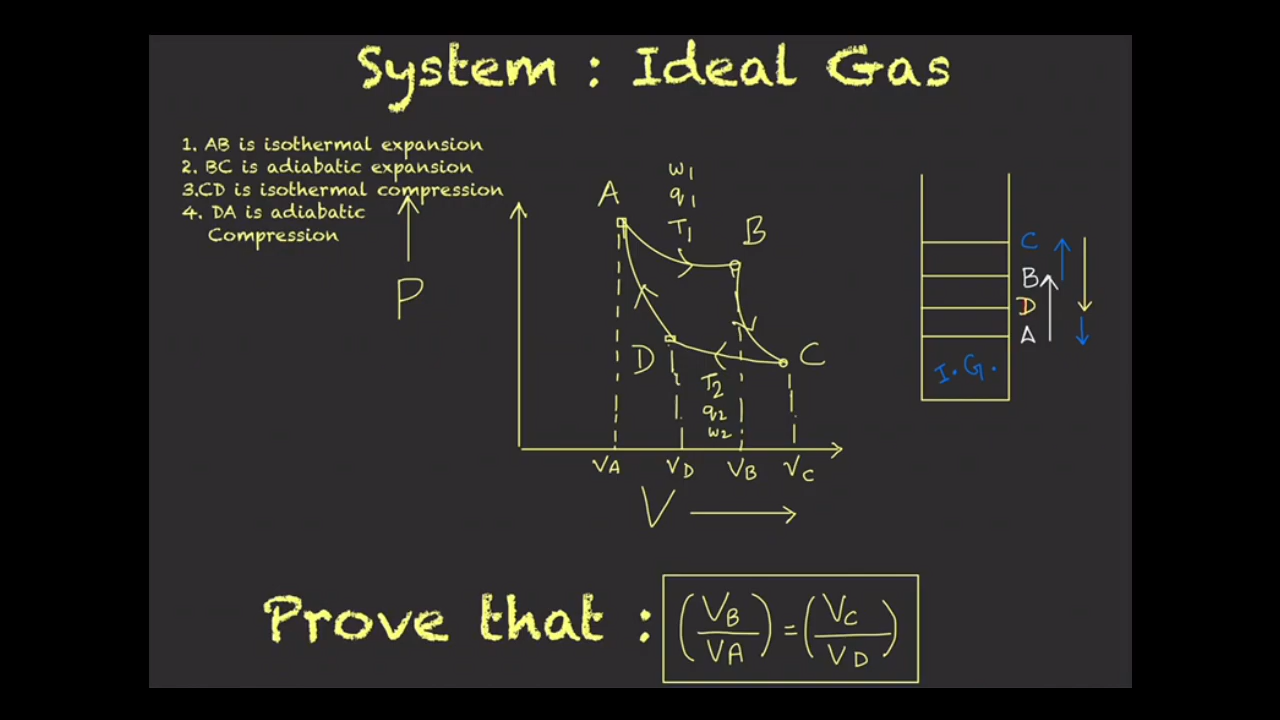 System : Ideal Gas
1. AB is isothermal expansion
2. BC is adiabatic expansion
3.CD is isothermal compression
4. DA is adiabatic
Compression
P
A
w1
q1
T1
B
D
C
T2
q2
w2
VA
VD
VB
VC
V
C
B
D
A
I.G.
Prove that : (VB/VA) = (VC/VD)